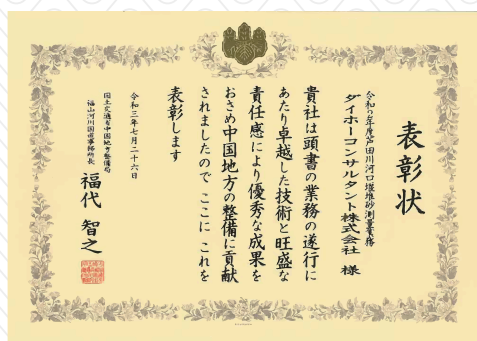 表彰状
令和2年度芦田川河口堰堆砂測量業務
ダイホーコンサルタント株式会社 様
貴社は頭書の業務の遂行に
あたり卓越した技術と旺盛な
責任感により優秀な成果を
おさめ中国地方の整備に貢献
されましたので ここに これを
表彰します
令和三年七月二十六日
国土交通省中国地方整備局
福山河川国道事務所長
福代 智之